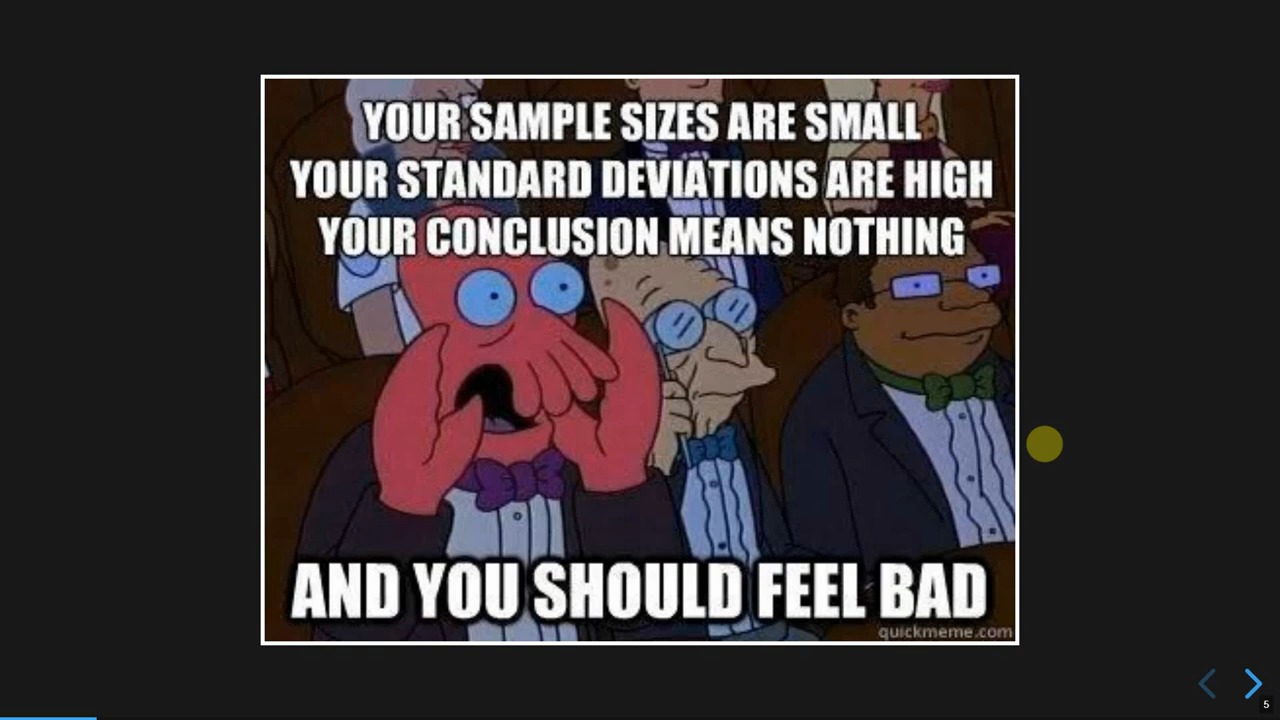 YOUR SAMPLE SIZES ARE SMALL
YOUR STANDARD DEVIATIONS ARE HIGH
YOUR CONCLUSION MEANS NOTHING
AND YOU SHOULD FEEL BAD
quickmeme.com
5